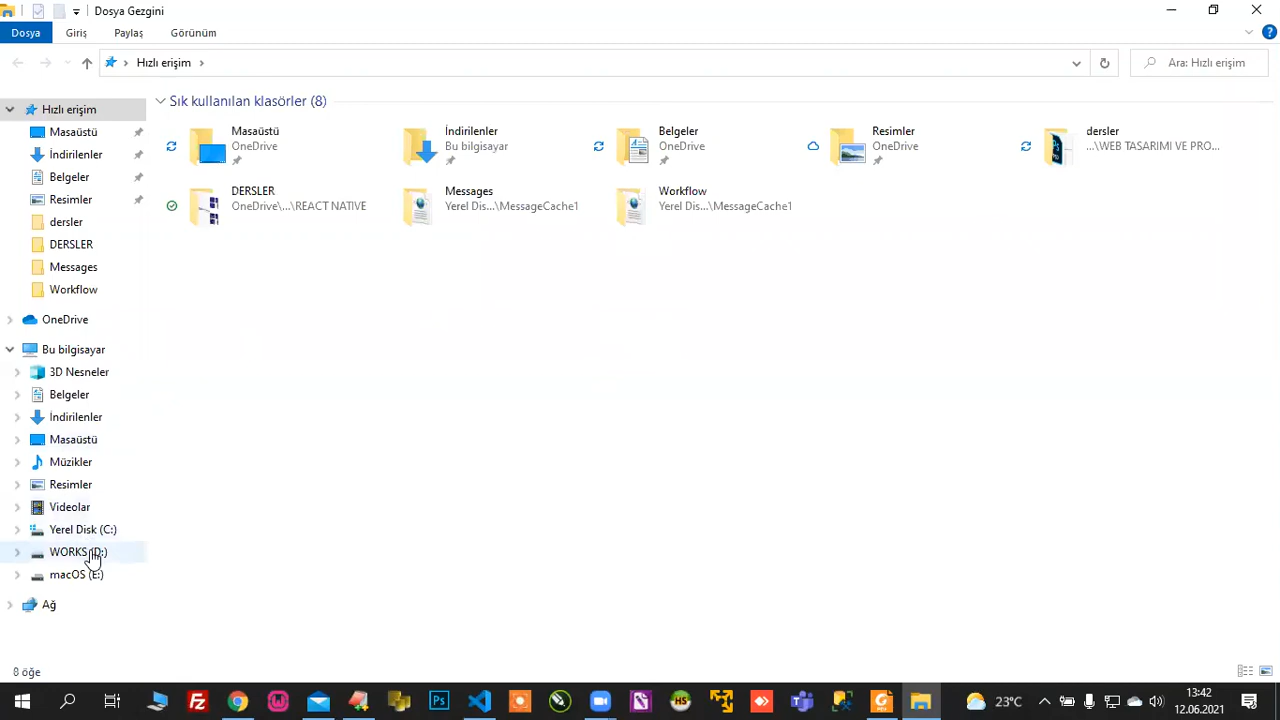 Dosya Gezgini
Dosya
Giriş
Paylaş
Görünüm
Hızlı erişim
Ara: Hızlı erişim
Hızlı erişim
Masaüstü
İndirilenler
Belgeler
Resimler
dersler
DERSLER
Messages
Workflow
OneDrive
Bu bilgisayar
3D Nesneler
Belgeler
İndirilenler
Masaüstü
Müzikler
Resimler
Videolar
Yerel Disk (C:)
WORKS (D:)
macOS (E:)
Ağ
Sık kullanılan klasörler (8)
Masaüstü
OneDrive
İndirilenler
Bu bilgisayar
Belgeler
OneDrive
Resimler
OneDrive
dersler
...\WEB TASARIMI VE PRO...
DERSLER
OneDrive\...\REACT NATIVE
Messages
Yerel Dis...\MessageCache1
Workflow
Yerel Dis...\MessageCache1
8 öğe
Ps
HS
23°C
13:42
12.06.2021